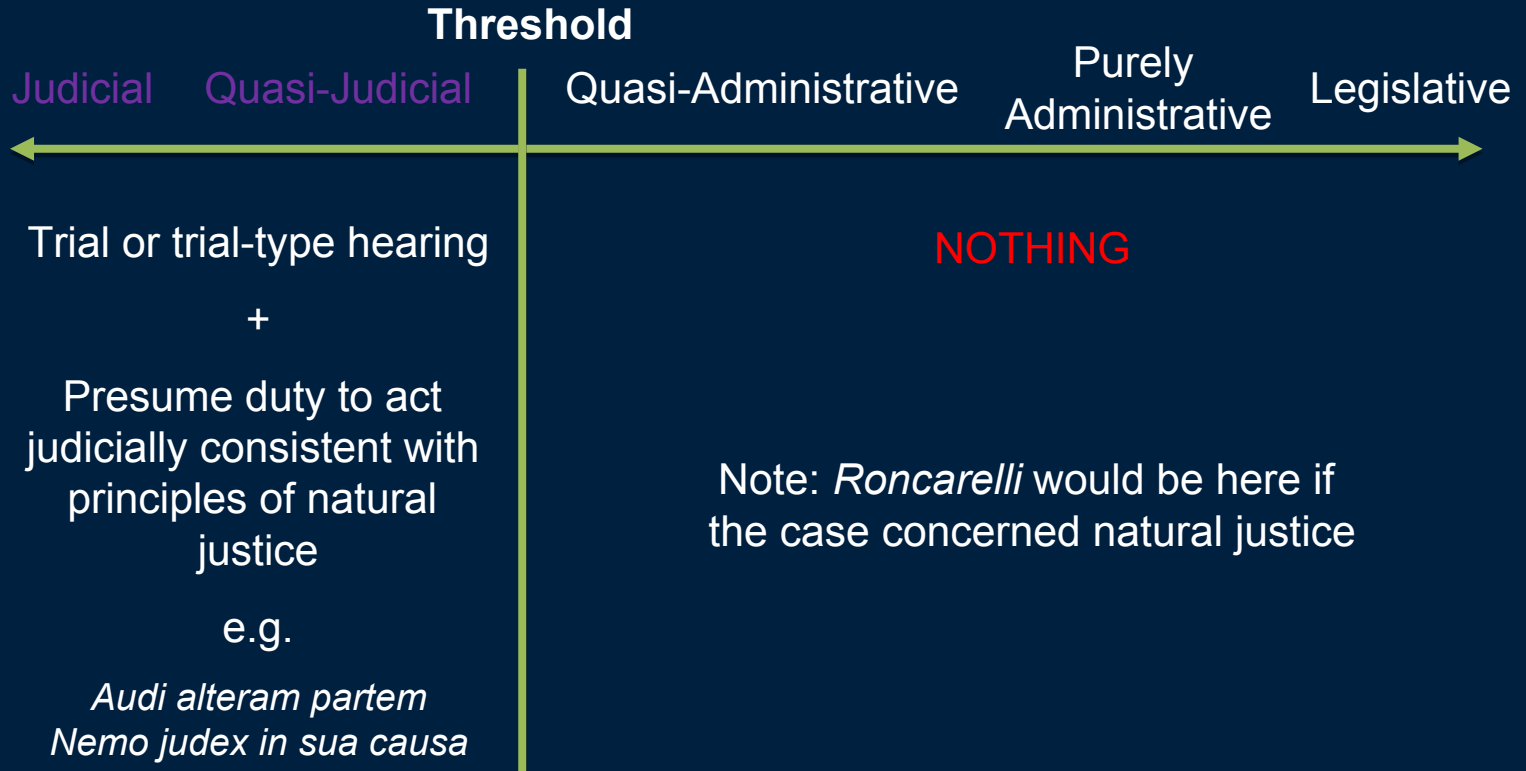 Threshold
Judicial
Quasi-Judicial
Quasi-Administrative
Purely
Administrative
Legislative
Trial or trial-type hearing
+
Presume duty to act
judicially consistent with
principles of natural
justice
e.g.
Audi alteram partem
Nemo judex in sua causa
NOTHING
Note: Roncarelli would be here if
the case concerned natural justice